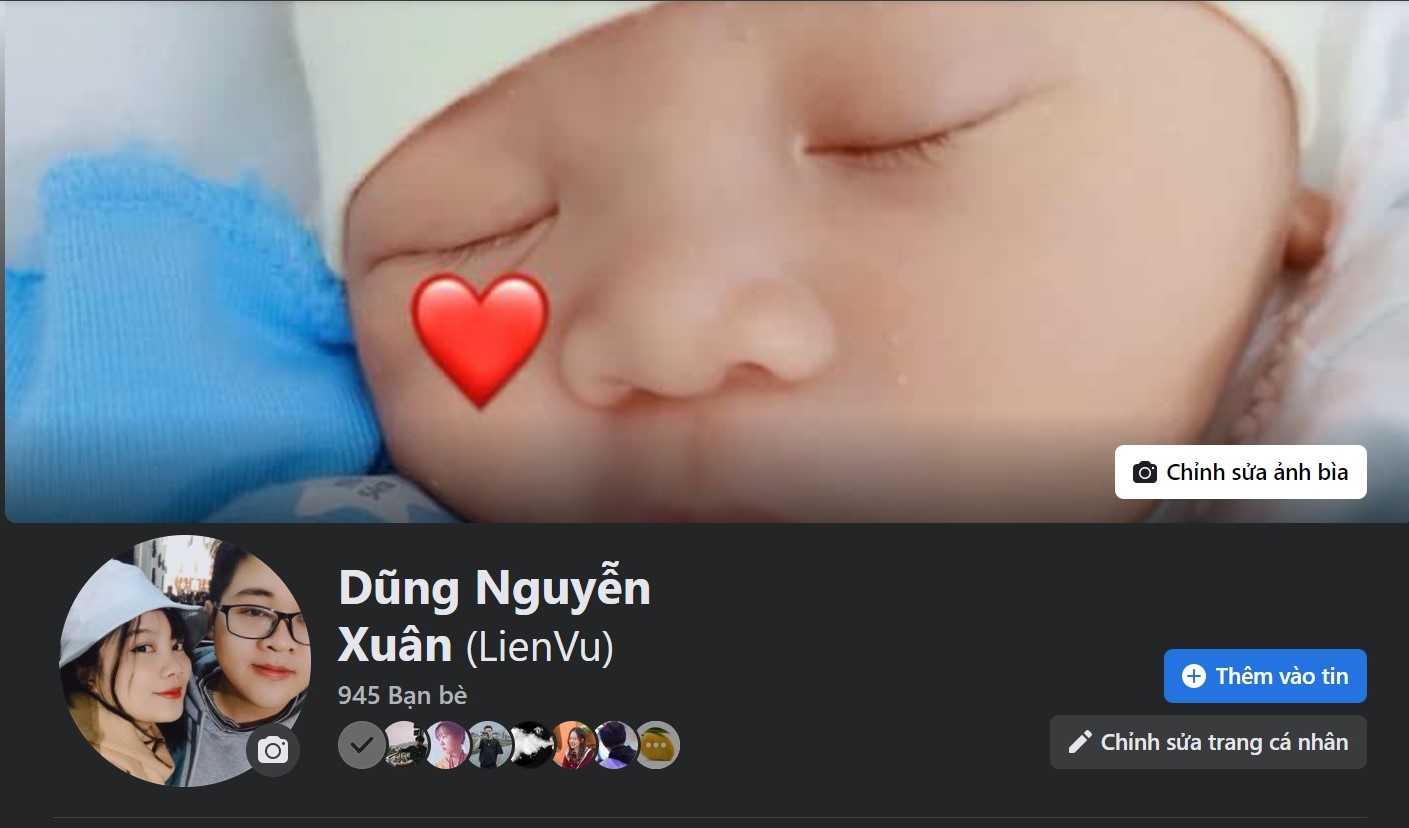 Chỉnh sửa ảnh bìa
Dũng Nguyễn
Xuân (LienVu)
945 Bạn bè
Thêm vào tin
Chỉnh sửa trang cá nhân